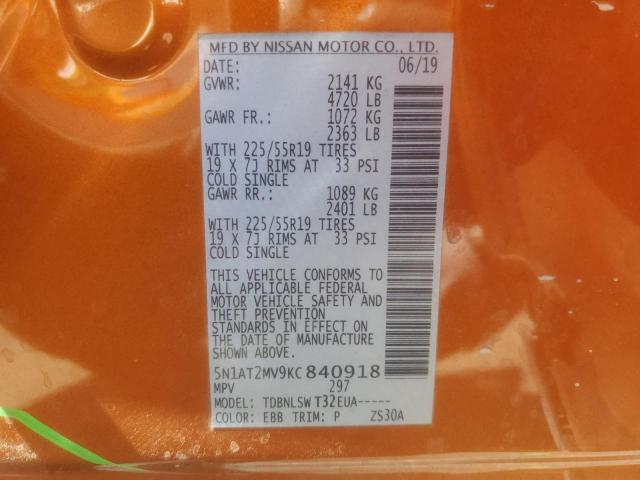 MFD BY NISSAN MOTOR CO., LTD.
DATE: 06/19
GVWR: 2141 KG
4720 LB
GAWR FR.: 1072 KG
2363 LB
WITH 225/55R19 TIRES
19 X 7J RIMS AT 33 PSI
COLD SINGLE
GAWR RR.: 1089 KG
2401 LB
WITH 225/55R19 TIRES
19 X 7J RIMS AT 33 PSI
COLD SINGLE
THIS VEHICLE CONFORMS TO
ALL APPLICABLE FEDERAL
MOTOR VEHICLE SAFETY AND
THEFT PREVENTION
STANDARDS IN EFFECT ON
THE DATE OF MANUFACTURE
SHOWN ABOVE.
5N1AT2MV9KC840918
MPV 297
MODEL: TDBNLSW T32EUA-----
COLOR: EBB TRIM: P ZS30A